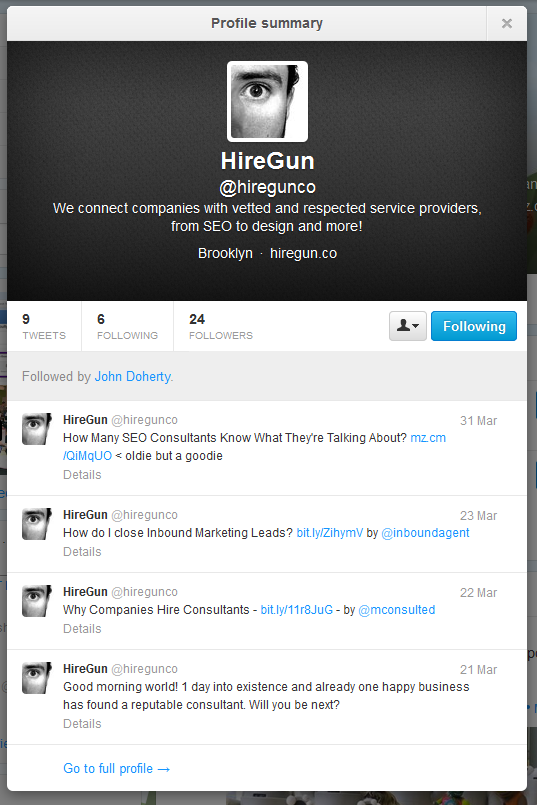 Profile summary
HireGun
@hiregunco
We connect companies with vetted and respected service providers,
from SEO to design and more!
Brooklyn · hiregun.co
9
TWEETS
6
FOLLOWING
24
FOLLOWERS
Following
Followed by John Doherty.
HireGun @hiregunco 31 Mar
How Many SEO Consultants Know What They're Talking About? mz.cm
/QiMqUO < oldie but a goodie
Details
HireGun @hiregunco 23 Mar
How do I close Inbound Marketing Leads? bit.ly/ZihymV by @inboundagent
Details
HireGun @hiregunco 22 Mar
Why Companies Hire Consultants - bit.ly/11r8JuG - by @mconsulted
Details
HireGun @hiregunco 21 Mar
Good morning world! 1 day into existence and already one happy business
has found a reputable consultant. Will you be next?
Details
Go to full profile →